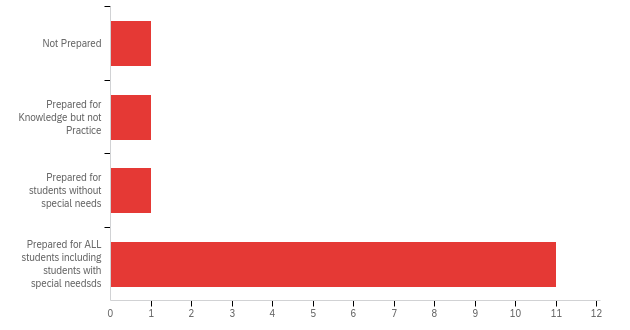 Not Prepared
Prepared for
Knowledge but not
Practice
Prepared for
students without
special needs
Prepared for ALL
students including
students with
special needsds
0 1 2 3 4 5 6 7 8 9 10 11 12